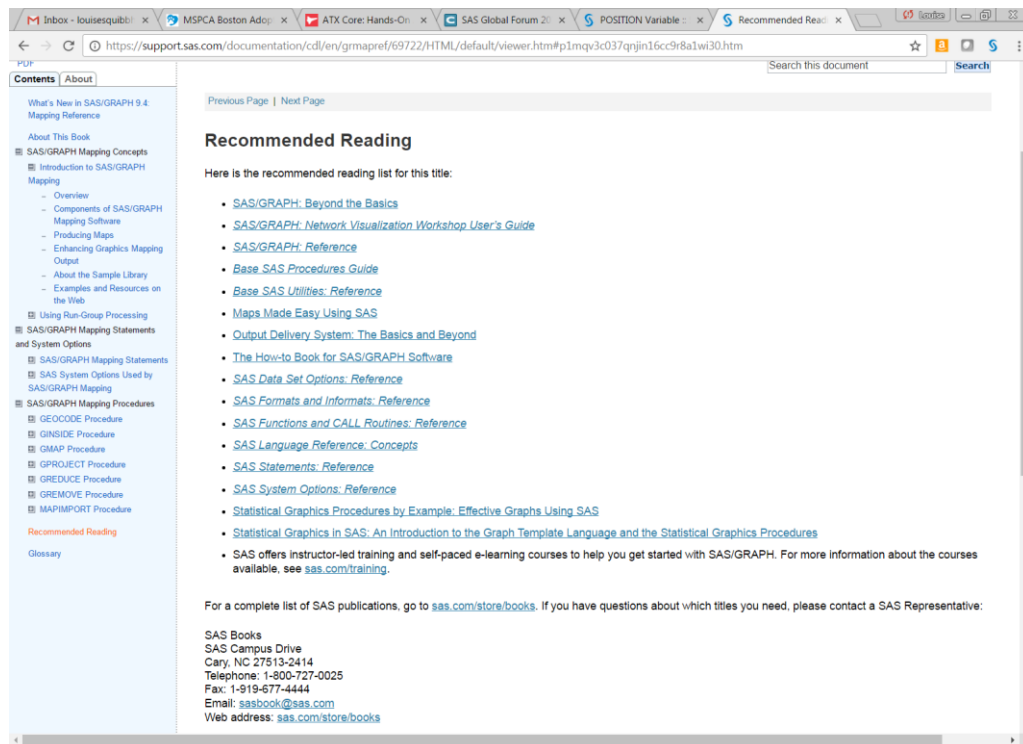 Inbox - louisesquibb
MSPCA Boston Adop
ATX Core: Hands-On
SAS Global Forum 20
POSITION Variable ::
Recommended Readi
Louise
https://support.sas.com/documentation/cdl/en/grmapref/69722/HTML/default/viewer.htm#p1mqv3c037qnjin16cc9r8a1wi30.htm
PDF
Search this document
Search
Contents
About
What's New in SAS/GRAPH 9.4:
Mapping Reference
About This Book
SAS/GRAPH Mapping Concepts
Introduction to SAS/GRAPH
Mapping
Overview
Components of SAS/GRAPH
Mapping Software
Producing Maps
Enhancing Graphics Mapping
Output
About the Sample Library
Examples and Resources on
the Web
Using Run-Group Processing
SAS/GRAPH Mapping Statements
and System Options
SAS/GRAPH Mapping Statements
SAS System Options Used by
SAS/GRAPH Mapping
SAS/GRAPH Mapping Procedures
GEOCODE Procedure
GINSIDE Procedure
GMAP Procedure
GPROJECT Procedure
GREDUCE Procedure
GREMOVE Procedure
MAPIMPORT Procedure
Recommended Reading
Glossary
Previous Page | Next Page
Recommended Reading
Here is the recommended reading list for this title:
• SAS/GRAPH: Beyond the Basics
• SAS/GRAPH: Network Visualization Workshop User's Guide
• SAS/GRAPH: Reference
• Base SAS Procedures Guide
• Base SAS Utilities: Reference
• Maps Made Easy Using SAS
• Output Delivery System: The Basics and Beyond
• The How-to Book for SAS/GRAPH Software
• SAS Data Set Options: Reference
• SAS Formats and Informats: Reference
• SAS Functions and CALL Routines: Reference
• SAS Language Reference: Concepts
• SAS Statements: Reference
• SAS System Options: Reference
• Statistical Graphics Procedures by Example: Effective Graphs Using SAS
• Statistical Graphics in SAS: An Introduction to the Graph Template Language and the Statistical Graphics Procedures
• SAS offers instructor-led training and self-paced e-learning courses to help you get started with SAS/GRAPH. For more information about the courses
available, see sas.com/training.
For a complete list of SAS publications, go to sas.com/store/books. If you have questions about which titles you need, please contact a SAS Representative:
SAS Books
SAS Campus Drive
Cary, NC 27513-2414
Telephone: 1-800-727-0025
Fax: 1-919-677-4444
Email: sasbook@sas.com
Web address: sas.com/store/books